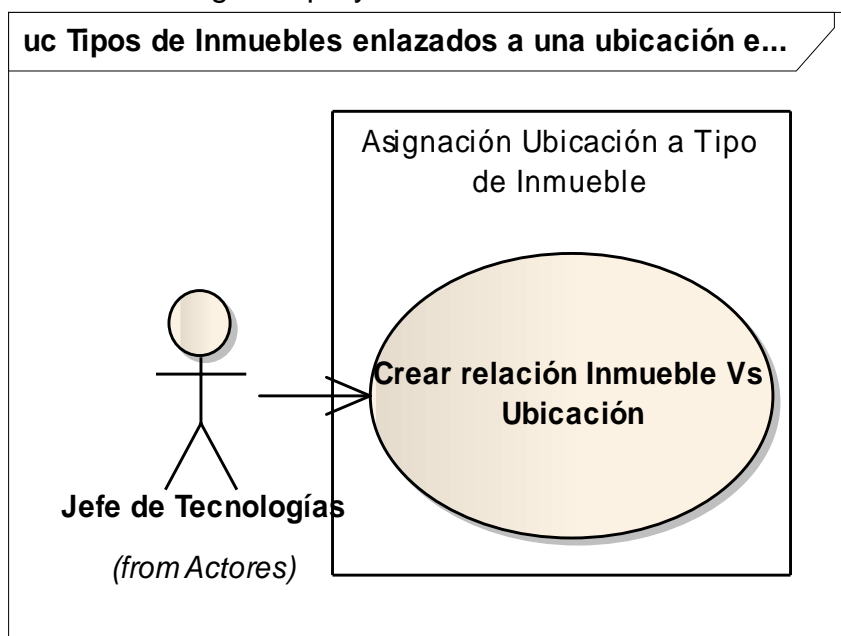 uc Tipos de Inmuebles enlazados a una ubicación e...
Asignación Ubicación a Tipo
de Inmueble
Crear relación Inmueble Vs
Ubicación
Jefe de Tecnologías
(from Actores)